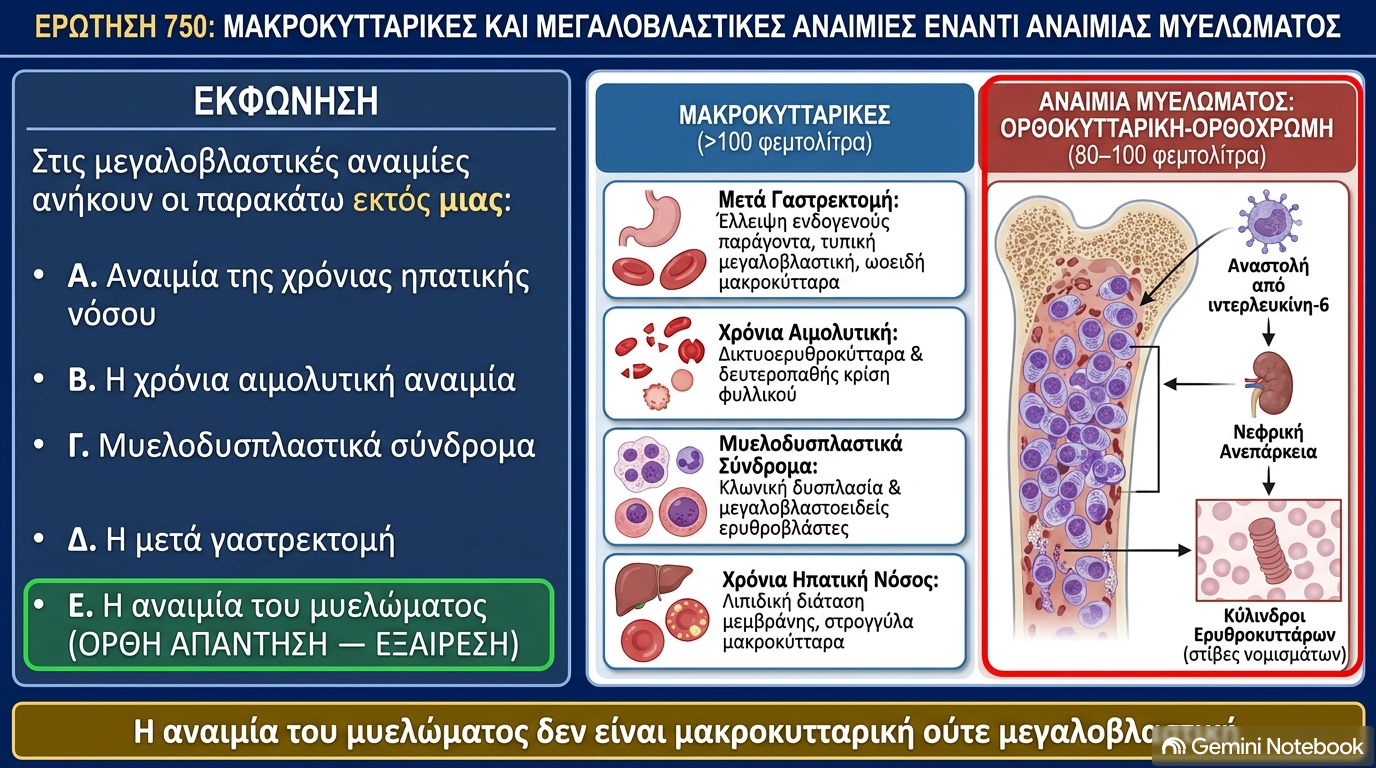 ΕΡΩΤΗΣΗ 750: ΜΑΚΡΟΚΥΤΤΑΡΙΚΕΣ ΚΑΙ ΜΕΓΑΛΟΒΛΑΣΤΙΚΕΣ ΑΝΑΙΜΙΕΣ ΕΝΑΝΤΙ ΑΝΑΙΜΙΑΣ ΜΥΕΛΩΜΑΤΟΣ
ΕΚΦΩΝΗΣΗ
Στις μεγαλοβλαστικές αναιμίες
ανήκουν οι παρακάτω εκτός μιας:
• Α. Αναιμία της χρόνιας ηπατικής
νόσου
• Β. Η χρόνια αιμολυτική αναιμία
• Γ. Μυελοδυσπλαστικά σύνδρομα
• Δ. Η μετά γαστρεκτομή
• Ε. Η αναιμία του μυελώματος
(ΟΡΘΗ ΑΠΑΝΤΗΣΗ — ΕΞΑΙΡΕΣΗ)
ΜΑΚΡΟΚΥΤΤΑΡΙΚΕΣ
(>100 φεμτολίτρα)
Μετά Γαστρεκτομή:
Έλλειψη ενδογενούς
παράγοντα, τυπική
μεγαλοβλαστική, ωοειδή
μακροκύτταρα
Χρόνια Αιμολυτική:
Δικτυοερυθροκύτταρα &
δευτεροπαθής κρίση
φυλλικού
Μυελοδυσπλαστικά
Σύνδρομα:
Κλωνική δυσπλασία &
μεγαλοβλαστοειδείς
ερυθροβλάστες
Χρόνια Ηπατική Νόσος:
Λιπιδική διάταση
μεμβράνης, στρογγύλα
μακροκύτταρα
ΑΝΑΙΜΙΑ ΜΥΕΛΩΜΑΤΟΣ:
ΟΡΘΟΚΥΤΤΑΡΙΚΗ-ΟΡΘΟΧΡΩΜΗ
(80–100 φεμτολίτρα)
Αναστολή
από
ιντερλευκίνη-6
Νεφρική
Ανεπάρκεια
Κύλινδροι
Ερυθροκυττάρων
(στίβες νομισμάτων)
Η αναιμία του μυελώματος δεν είναι μακροκυτταρική ούτε
Gemini Notebook